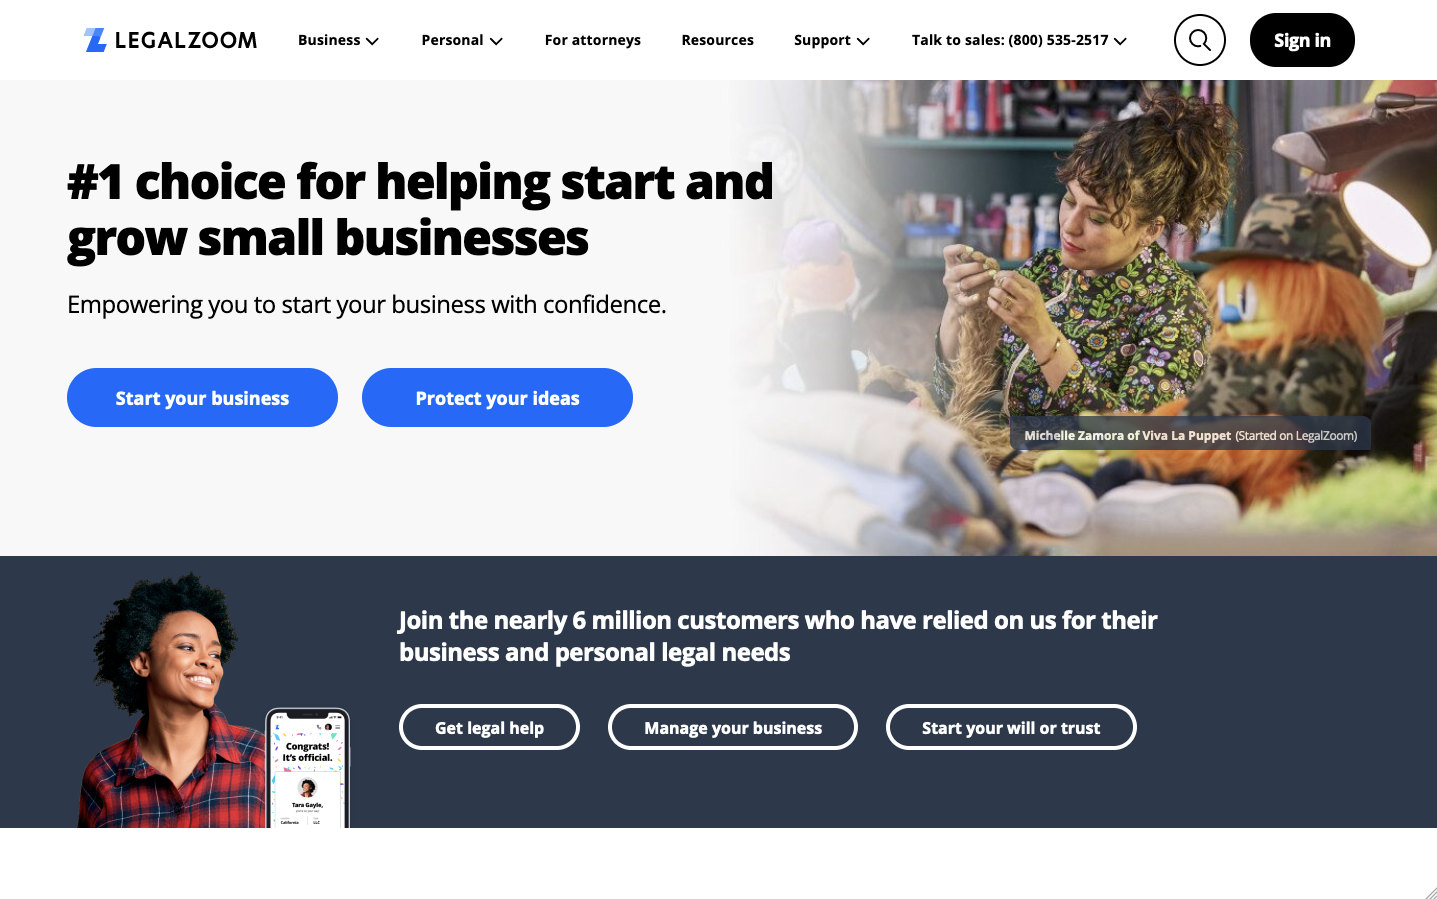 LEGALZOOM
Business
Personal
For attorneys
Resources
Support
Talk to sales: (800) 535-2517
Sign in
#1 choice for helping start and
grow small businesses
Empowering you to start your business with confidence.
Start your business
Protect your ideas
Michelle Zamora of Viva La Puppet (Started on LegalZoom)
Join the nearly 6 million customers who have relied on us for their
business and personal legal needs
Get legal help
Manage your business
Start your will or trust
Congrats!
It's official.
Tara Gayle,
California
LLC